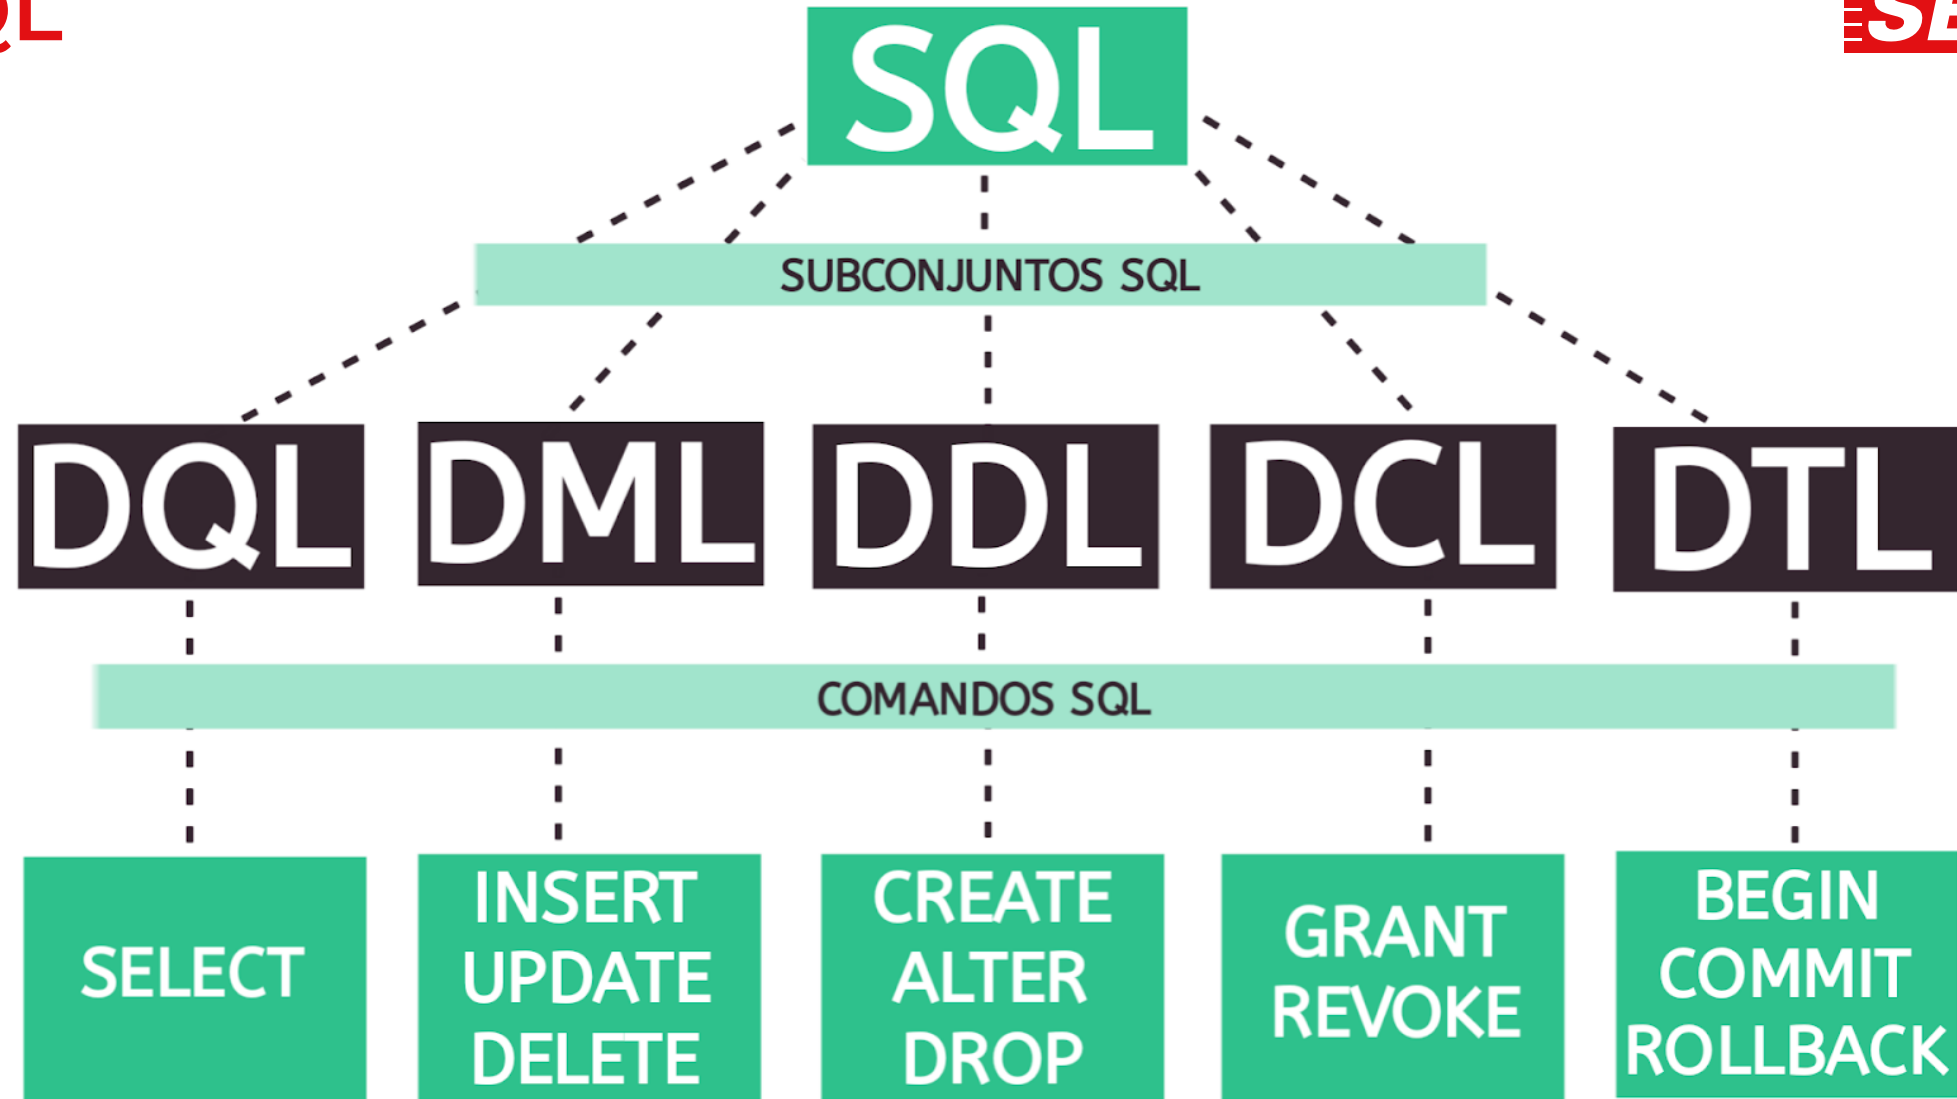 SQL
SUBCONJUNTOS SQL
DQL
DML
DDL
DCL
DTL
COMANDOS SQL
SELECT
INSERT
UPDATE
DELETE
CREATE
ALTER
DROP
GRANT
REVOKE
BEGIN
COMMIT
ROLLBACK